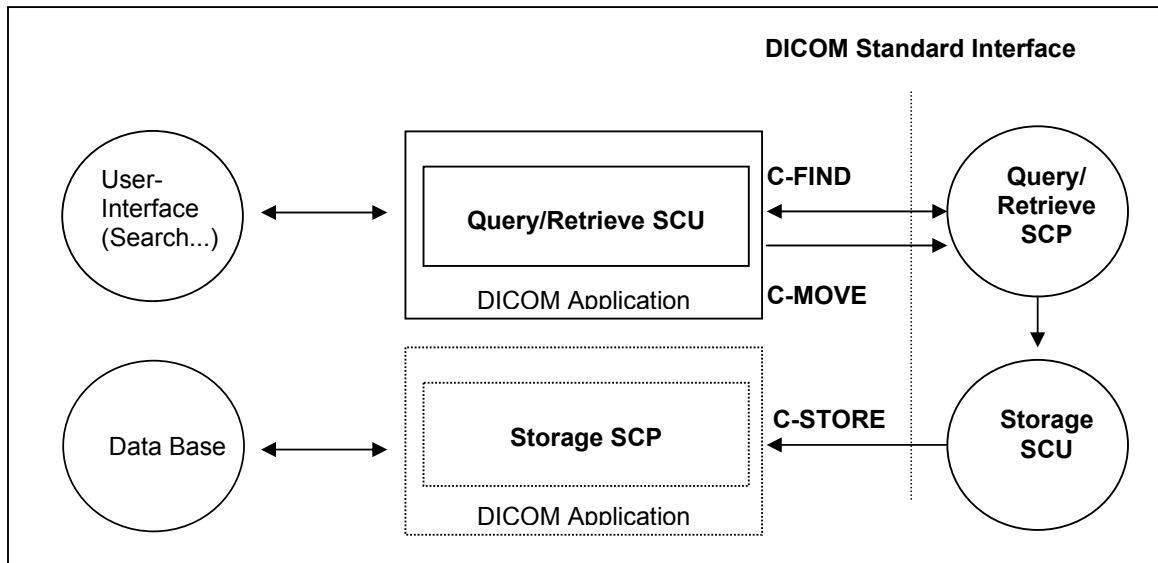 DICOM Standard Interface
User-
Interface
(Search...)
Query/Retrieve SCU
DICOM Application
C-FIND
C-MOVE
Query/
Retrieve
SCP
Data Base
Storage SCP
DICOM Application
C-STORE
Storage
SCU